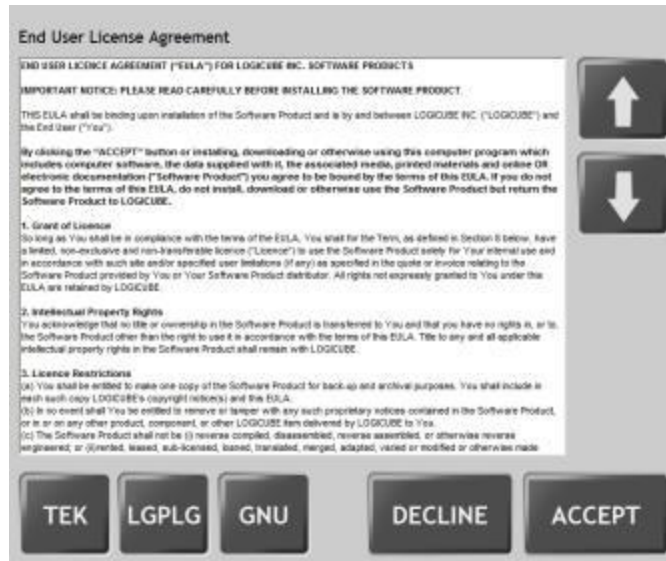 End User License Agreement
END USER LICENCE AGREEMENT ("EULA") FOR LOGICUBE INC. SOFTWARE PRODUCTS
IMPORTANT NOTICE: PLEASE READ CAREFULLY BEFORE INSTALLING THE SOFTWARE PRODUCT.
THIS EULA shall be binding upon installation of the Software Product and is by and between LOGICUBE INC. ("LOGICUBE") and
the End User ("You").
By clicking the "ACCEPT" button or installing, downloading or otherwise using this computer program which
includes computer software, the data supplied with it, the associated media, printed materials and online OR
electronic documentation ("Software Product") you agree to be bound by the terms of this EULA. If you do not
agree to the terms of this EULA, do not install, download or otherwise use the Software Product but return the
Software Product to LOGICUBE.
1. Grant of Licence
So long as You shall be in compliance with the terms of the EULA, You shall for the Term, as defined in Section 8 below, have
a limited, non-exclusive and non-transferable licence ("Licence") to use the Software Product solely for Your internal use and
in accordance with such site and/or specified user limitations (if any) as specified in the quote or invoice relating to the
Software Product provided by You or Your Software Product distributor. All rights not expressly granted to You under this
EULA are retained by LOGICUBE.
2. Intellectual Property Rights
You acknowledge that no title or ownership in the Software Product is transferred to You and that you have no rights in, or to,
the Software Product other than the right to use it in accordance with the terms of this EULA. Title to any and all applicable
intellectual property rights in the Software Product shall remain with LOGICUBE.
3. Licence Restrictions
(a) You shall be entitled to make one copy of the Software Product for back-up and archival purposes. You shall include in
each such copy LOGICUBE's copyright notice(s) and this EULA.
(b) In no event shall You be entitled to remove or tamper with any such proprietary notices contained in the Software Product,
or in or on any other product, component, or other LOGICUBE item delivered by LOGICUBE to You.
(c) The Software Product shall not be (i) reverse compiled, disassembled, reverse assembled, or otherwise reverse
engineered; or (ii)rented, leased, sub-licensed, loaned, translated, merged, adapted, varied or modified or otherwise made
TEK LGPLG GNU DECLINE ACCEPT